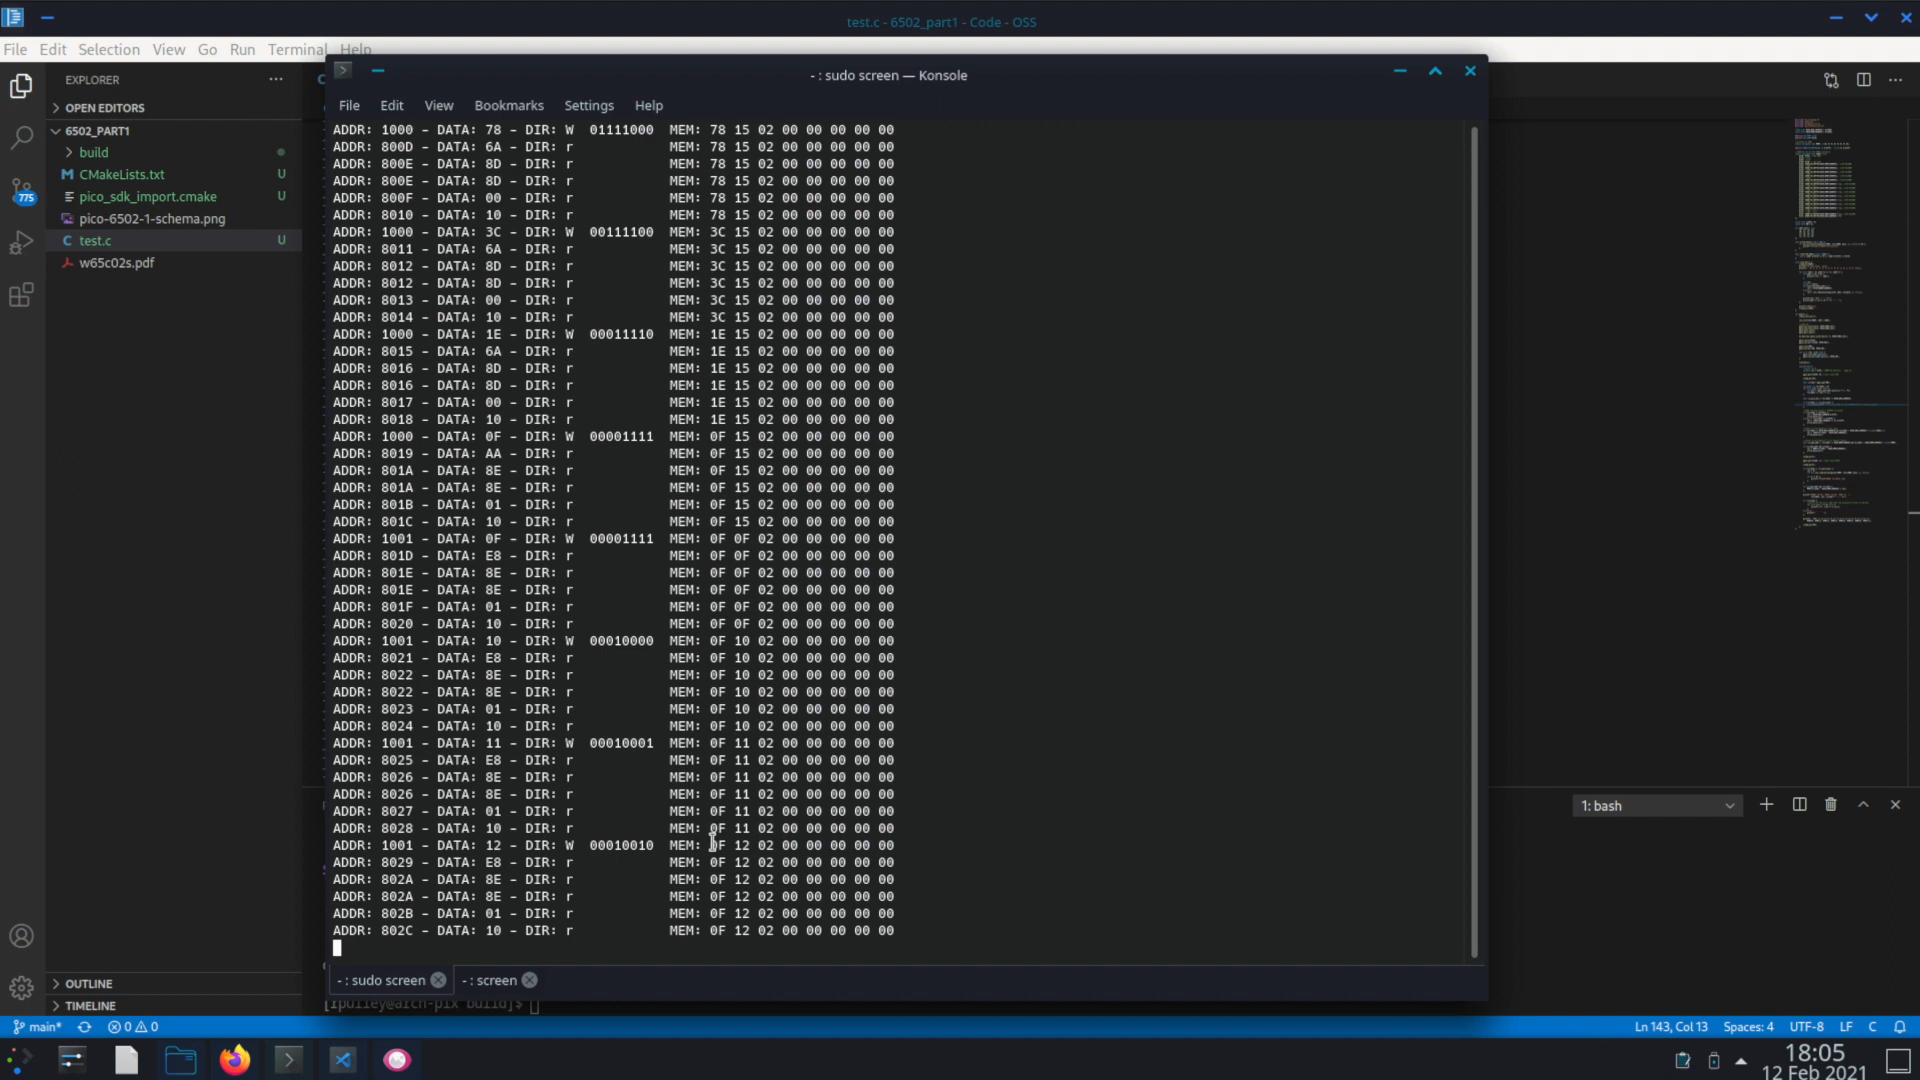 test.c - 6502_part1 - Code - OSS
File Edit Selection View Go Run Terminal Help
EXPLORER
OPEN EDITORS
6502_PART1
build
CMakeLists.txt U
pico_sdk_import.cmake U
pico-6502-1-schema.png
test.c U
w65c02s.pdf
775
OUTLINE
TIMELINE
- : sudo screen — Konsole
File Edit View Bookmarks Settings Help
ADDR: 1000 - DATA: 78 - DIR: W 01111000 MEM: 78 15 02 00 00 00 00 00
ADDR: 800D - DATA: 6A - DIR: r MEM: 78 15 02 00 00 00 00 00
ADDR: 800E - DATA: 8D - DIR: r MEM: 78 15 02 00 00 00 00 00
ADDR: 800E - DATA: 8D - DIR: r MEM: 78 15 02 00 00 00 00 00
ADDR: 800F - DATA: 00 - DIR: r MEM: 78 15 02 00 00 00 00 00
ADDR: 8010 - DATA: 10 - DIR: r MEM: 78 15 02 00 00 00 00 00
ADDR: 1000 - DATA: 3C - DIR: W 00111100 MEM: 3C 15 02 00 00 00 00 00
ADDR: 8011 - DATA: 6A - DIR: r MEM: 3C 15 02 00 00 00 00 00
ADDR: 8012 - DATA: 8D - DIR: r MEM: 3C 15 02 00 00 00 00 00
ADDR: 8012 - DATA: 8D - DIR: r MEM: 3C 15 02 00 00 00 00 00
ADDR: 8013 - DATA: 00 - DIR: r MEM: 3C 15 02 00 00 00 00 00
ADDR: 8014 - DATA: 10 - DIR: r MEM: 3C 15 02 00 00 00 00 00
ADDR: 1000 - DATA: 1E - DIR: W 00011110 MEM: 1E 15 02 00 00 00 00 00
ADDR: 8015 - DATA: 6A - DIR: r MEM: 1E 15 02 00 00 00 00 00
ADDR: 8016 - DATA: 8D - DIR: r MEM: 1E 15 02 00 00 00 00 00
ADDR: 8016 - DATA: 8D - DIR: r MEM: 1E 15 02 00 00 00 00 00
ADDR: 8017 - DATA: 00 - DIR: r MEM: 1E 15 02 00 00 00 00 00
ADDR: 8018 - DATA: 10 - DIR: r MEM: 1E 15 02 00 00 00 00 00
ADDR: 1000 - DATA: 0F - DIR: W 00001111 MEM: 0F 15 02 00 00 00 00 00
ADDR: 8019 - DATA: AA - DIR: r MEM: 0F 15 02 00 00 00 00 00
ADDR: 801A - DATA: 8E - DIR: r MEM: 0F 15 02 00 00 00 00 00
ADDR: 801A - DATA: 8E - DIR: r MEM: 0F 15 02 00 00 00 00 00
ADDR: 801B - DATA: 01 - DIR: r MEM: 0F 15 02 00 00 00 00 00
ADDR: 801C - DATA: 10 - DIR: r MEM: 0F 15 02 00 00 00 00 00
ADDR: 1001 - DATA: 0F - DIR: W 00001111 MEM: 0F 0F 02 00 00 00 00 00
ADDR: 801D - DATA: E8 - DIR: r MEM: 0F 0F 02 00 00 00 00 00
ADDR: 801E - DATA: 8E - DIR: r MEM: 0F 0F 02 00 00 00 00 00
ADDR: 801E - DATA: 8E - DIR: r MEM: 0F 0F 02 00 00 00 00 00
ADDR: 801F - DATA: 01 - DIR: r MEM: 0F 0F 02 00 00 00 00 00
ADDR: 8020 - DATA: 10 - DIR: r MEM: 0F 0F 02 00 00 00 00 00
ADDR: 1001 - DATA: 10 - DIR: W 00010000 MEM: 0F 10 02 00 00 00 00 00
ADDR: 8021 - DATA: E8 - DIR: r MEM: 0F 10 02 00 00 00 00 00
ADDR: 8022 - DATA: 8E - DIR: r MEM: 0F 10 02 00 00 00 00 00
ADDR: 8022 - DATA: 8E - DIR: r MEM: 0F 10 02 00 00 00 00 00
ADDR: 8023 - DATA: 01 - DIR: r MEM: 0F 10 02 00 00 00 00 00
ADDR: 8024 - DATA: 10 - DIR: r MEM: 0F 10 02 00 00 00 00 00
ADDR: 1001 - DATA: 11 - DIR: W 00010001 MEM: 0F 11 02 00 00 00 00 00
ADDR: 8025 - DATA: E8 - DIR: r MEM: 0F 11 02 00 00 00 00 00
ADDR: 8026 - DATA: 8E - DIR: r MEM: 0F 11 02 00 00 00 00 00
ADDR: 8026 - DATA: 8E - DIR: r MEM: 0F 11 02 00 00 00 00 00
ADDR: 8027 - DATA: 01 - DIR: r MEM: 0F 11 02 00 00 00 00 00
ADDR: 8028 - DATA: 10 - DIR: r MEM: 0F 11 02 00 00 00 00 00
ADDR: 1001 - DATA: 12 - DIR: W 00010010 MEM: 0F 12 02 00 00 00 00 00
ADDR: 8029 - DATA: E8 - DIR: r MEM: 0F 12 02 00 00 00 00 00
ADDR: 802A - DATA: 8E - DIR: r MEM: 0F 12 02 00 00 00 00 00
ADDR: 802A - DATA: 8E - DIR: r MEM: 0F 12 02 00 00 00 00 00
ADDR: 802B - DATA: 01 - DIR: r MEM: 0F 12 02 00 00 00 00 00
ADDR: 802C - DATA: 10 - DIR: r MEM: 0F 12 02 00 00 00 00 00
- : sudo screen - : screen
1: bash
main* 0 0
Ln 143, Col 13 Spaces: 4 UTF-8 LF C
18:05
12 Feb 2021